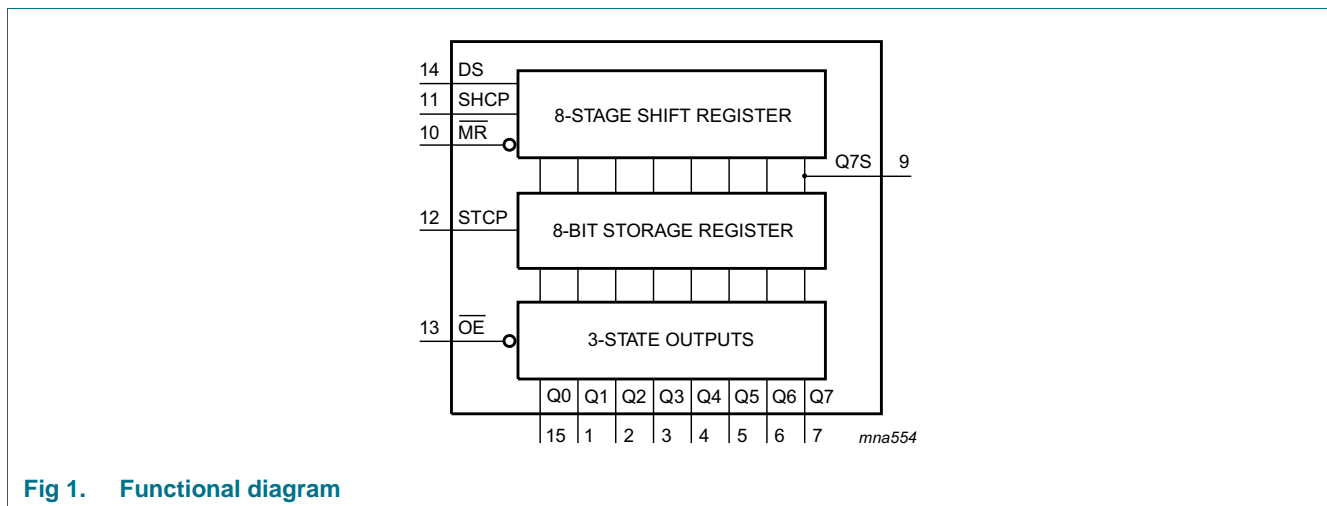 14 DS
11 SHCP
10 MR
8-STAGE SHIFT REGISTER
Q7S 9
12 STCP
8-BIT STORAGE REGISTER
13 OE
3-STATE OUTPUTS
Q0 Q1 Q2 Q3 Q4 Q5 Q6 Q7
15 1 2 3 4 5 6 7
mna554
Fig 1. Functional diagram